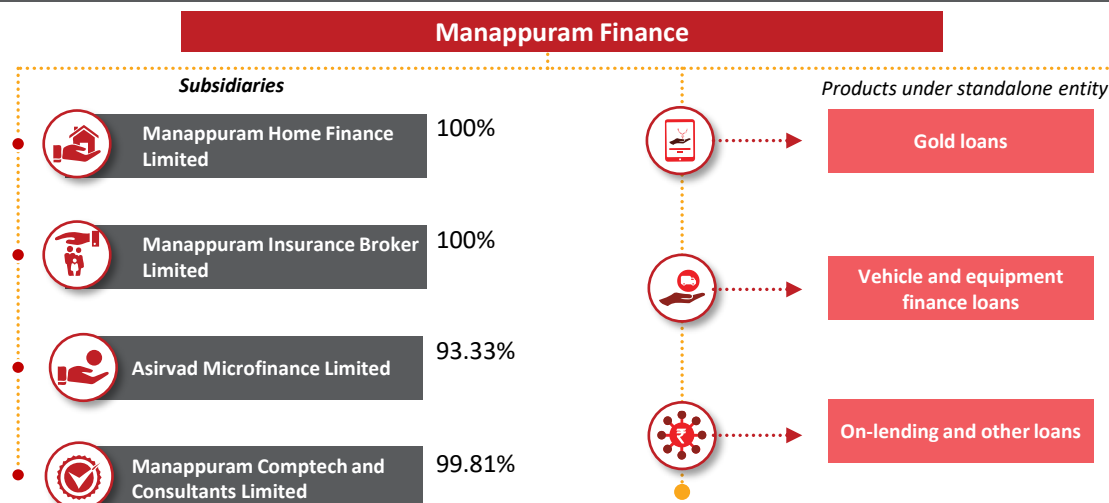 Manappuram Finance
Subsidiaries
Manappuram Home Finance
Limited
100%
Manappuram Insurance Broker
Limited
100%
Asirvad Microfinance Limited
93.33%
Manappuram Comptech and
Consultants Limited
99.81%
Products under standalone entity
Gold loans
Vehicle and equipment
finance loans
₹
On-lending and other loans